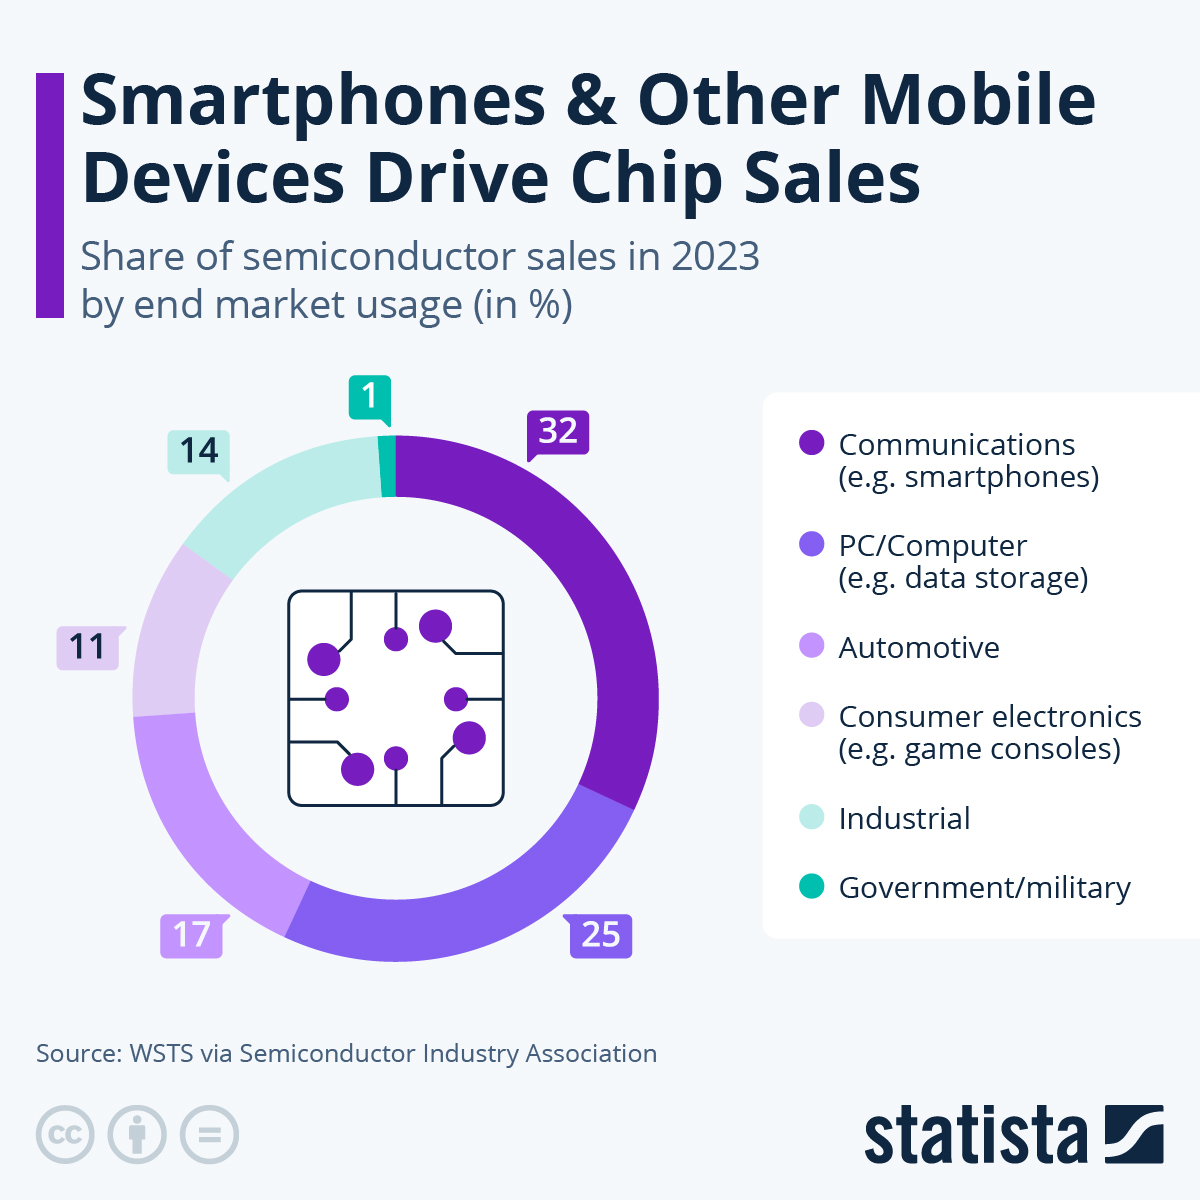 Smartphones & Other Mobile
Devices Drive Chip Sales
Share of semiconductor sales in 2023
by end market usage (in %)
1
32
14
11
17
25
Communications
(e.g. smartphones)
PC/Computer
(e.g. data storage)
Automotive
Consumer electronics
(e.g. game consoles)
Industrial
Government/military
Source: WSTS via Semiconductor Industry Association
cc
statista